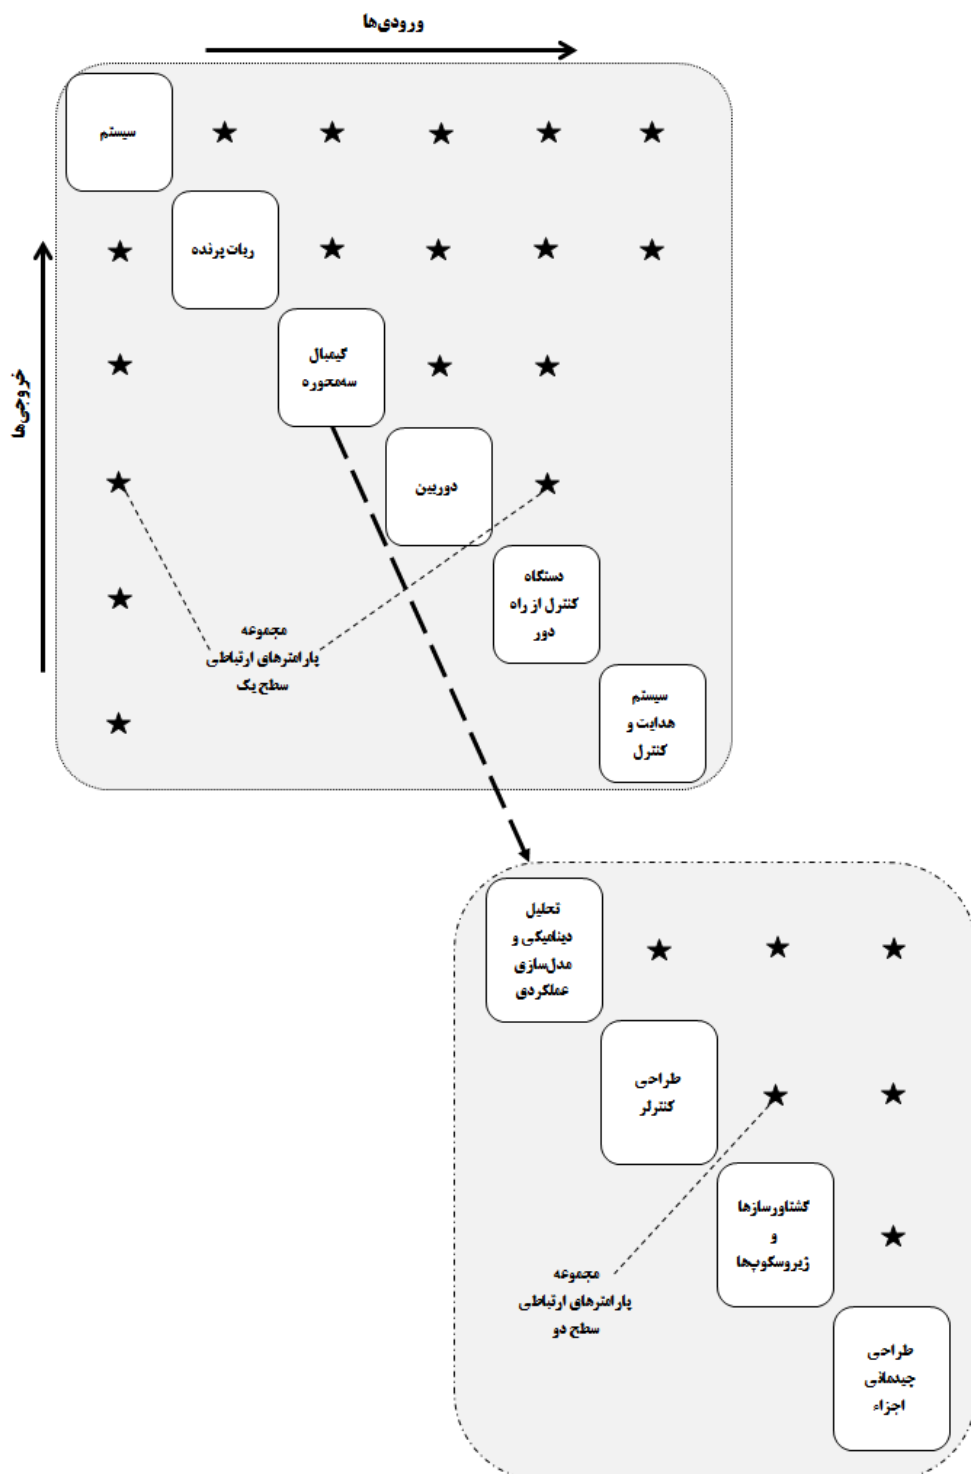 ورودی‌ها
سیستم
ربات پرنده
خروجی‌ها
گیمبال
سه‌محوره
دوربین
دستگاه
کنترل از راه
دور
مجموعه
پارامترهای ارتباطی
سطح یک
سیستم
هدایت و
کنترل
تحلیل
دینامیکی و
مدل‌سازی
عملکردی
طراحی
کنترلر
گشتاورسازها
و
ژیروسکوپ‌ها
مجموعه
پارامترهای ارتباطی
سطح دو
طراحی
چیدمانی
اجزاء